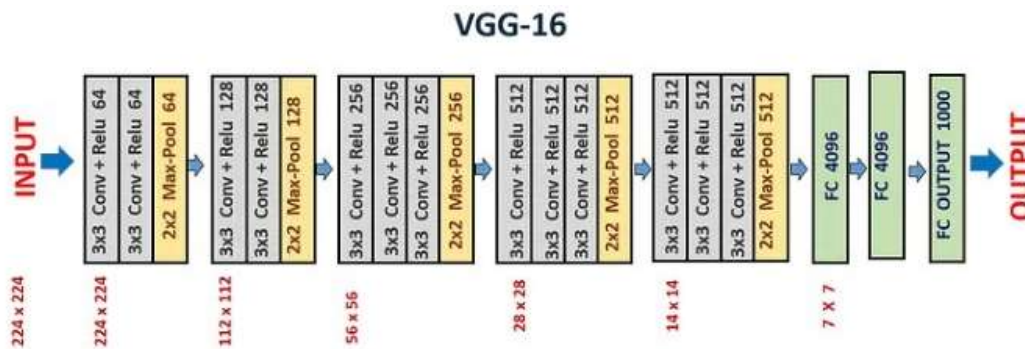 VGG-16
INPUT
3x3 Conv + Relu 64
3x3 Conv + Relu 64
2x2 Max-Pool 64
3x3 Conv + Relu 128
3x3 Conv + Relu 128
2x2 Max-Pool 128
3x3 Conv + Relu 256
3x3 Conv + Relu 256
3x3 Conv + Relu 256
2x2 Max-Pool 256
3x3 Conv + Relu 512
3x3 Conv + Relu 512
3x3 Conv + Relu 512
2x2 Max-Pool 512
3x3 Conv + Relu 512
3x3 Conv + Relu 512
3x3 Conv + Relu 512
2x2 Max-Pool 512
FC 4096
FC 4096
FC OUTPUT 1000
OUTPUT
224 x 224
224 x 224
112 x 112
56 x 56
28 x 28
14 x 14
7 X 7